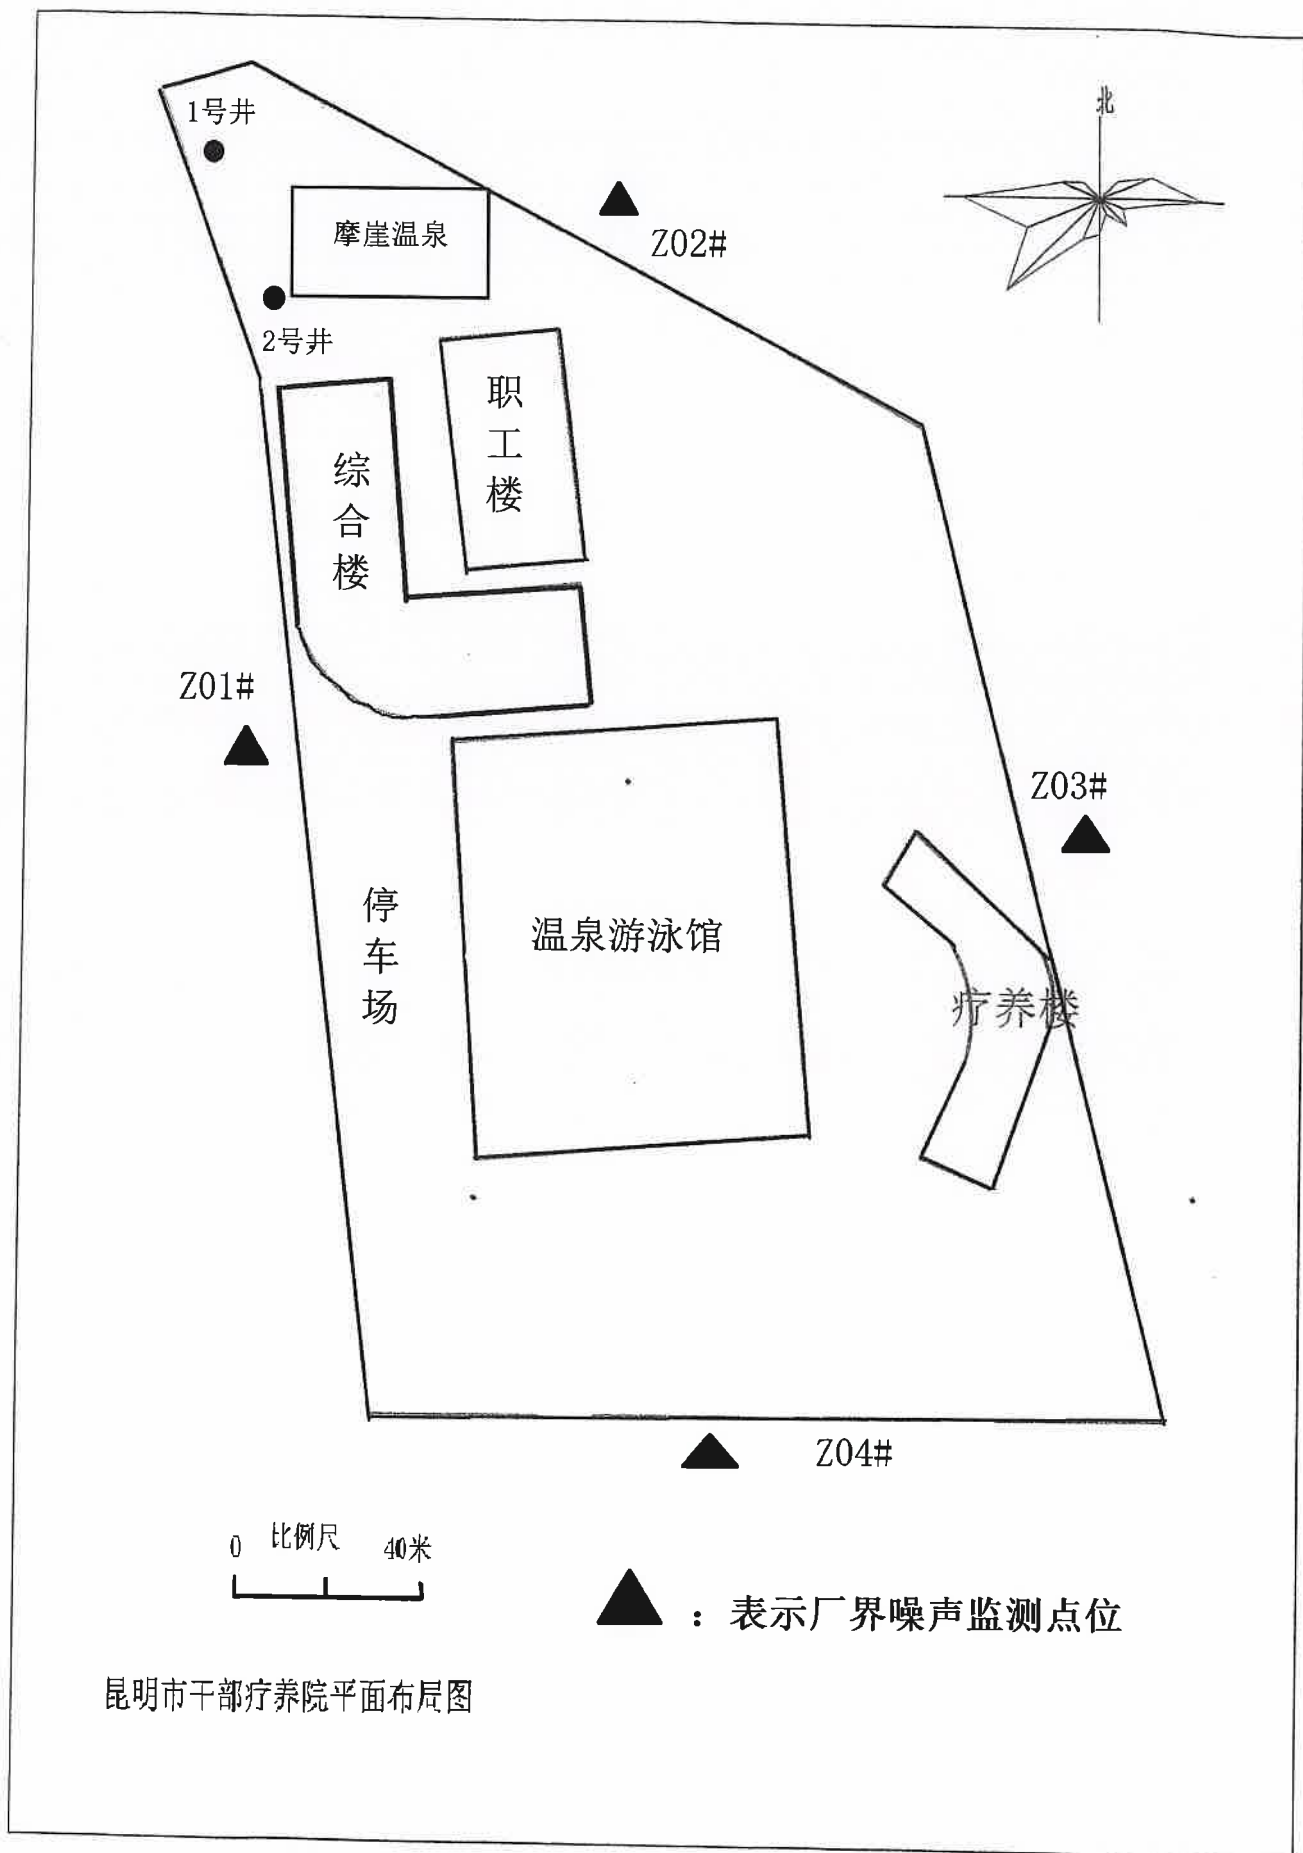 北
1号井
摩崖温泉
Z02#
2号井
职工楼
综合楼
Z01#
Z03#
停车场
温泉游泳馆
疗养楼
Z04#
0 比例尺 40米
：表示厂界噪声监测点位
昆明市干部疗养院平面布局图